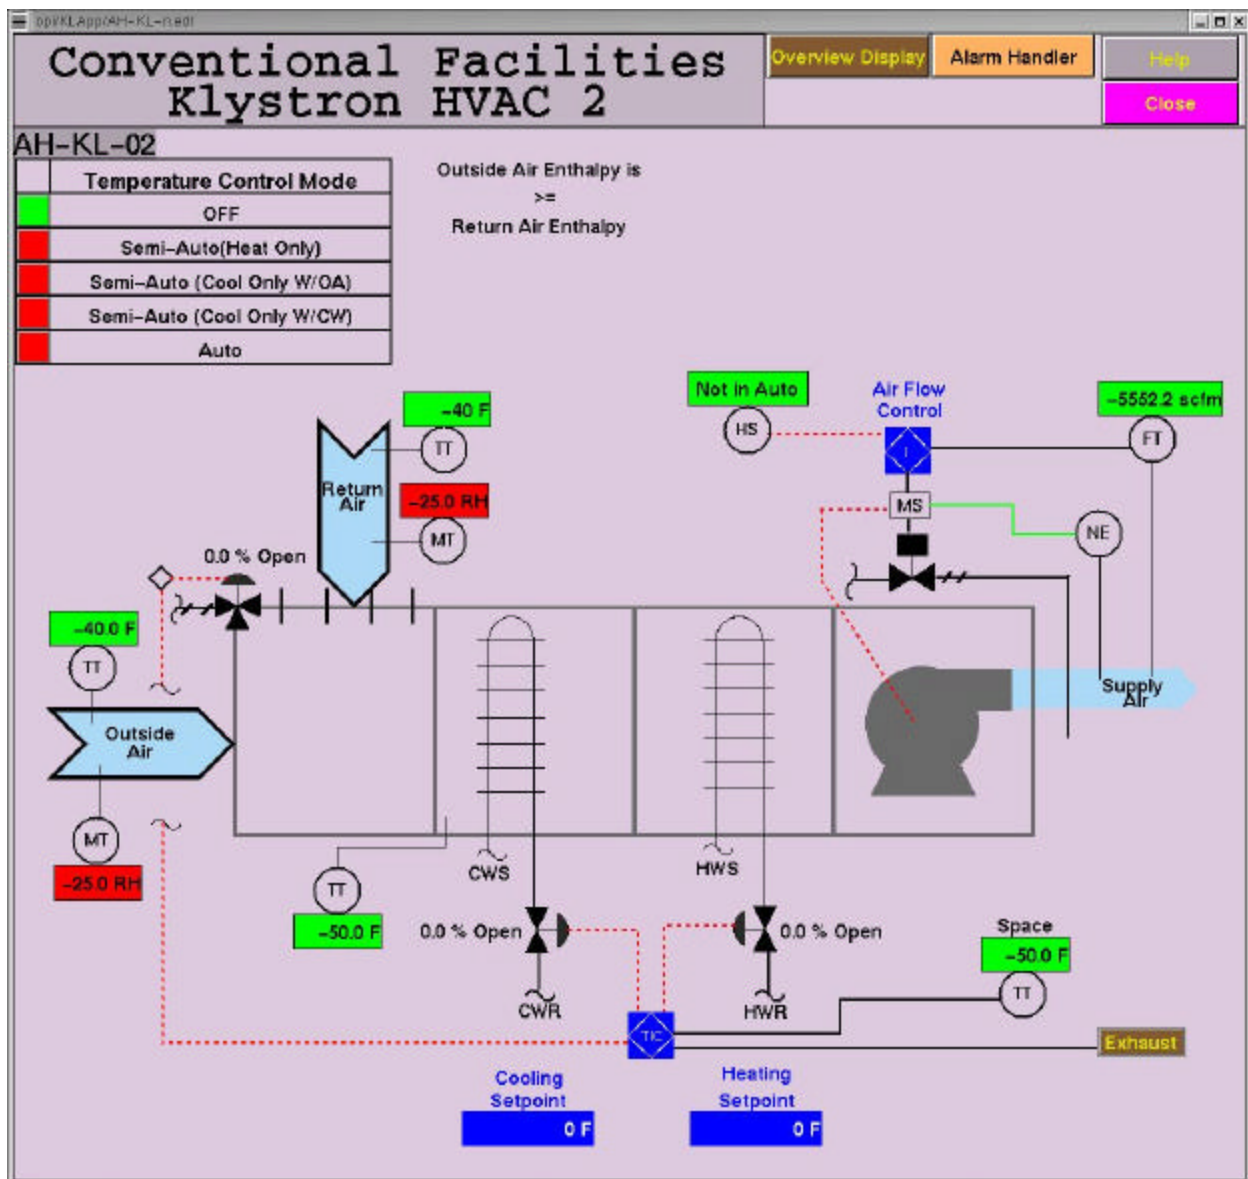 opi/KLApp/AH-KL-n.edl
Conventional Facilities
Klystron HVAC 2
Overview Display
Alarm Handler
Help
Close
AH-KL-02
Temperature Control Mode
OFF
Semi-Auto(Heat Only)
Semi-Auto (Cool Only W/OA)
Semi-Auto (Cool Only W/CW)
Auto
Outside Air Enthalpy is
>=
Return Air Enthalpy
Not in Auto
HS
Air Flow
Control
-5552.2 scfm
FT
-40 F
TT
Return
Air
-25.0 RH
MT
MS
NE
0.0 % Open
-40.0 F
TT
Outside
Air
MT
-25.0 RH
Supply
Air
TT
-50.0 F
CWS
HWS
0.0 % Open
0.0 % Open
CWR
HWR
Space
-50.0 F
TT
TIC
Exhaust
Cooling
Setpoint
0 F
Heating
Setpoint
0 F